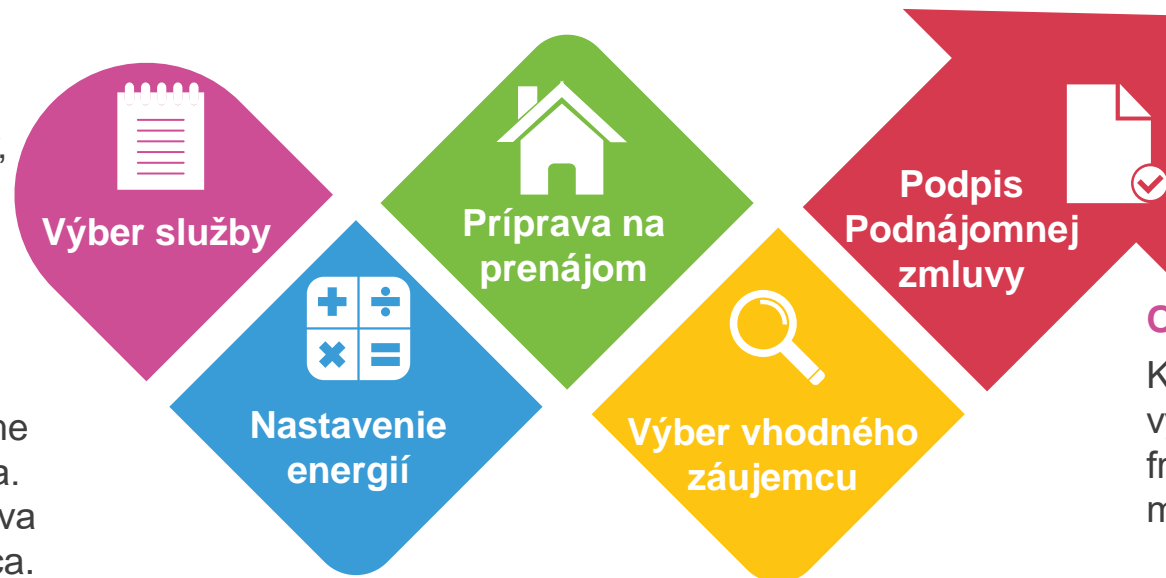 Výber služby
Nastavenie
energií
Príprava na
prenájom
Výber vhodného
záujemcu
Podpis
Podnájomnej
zmluvy